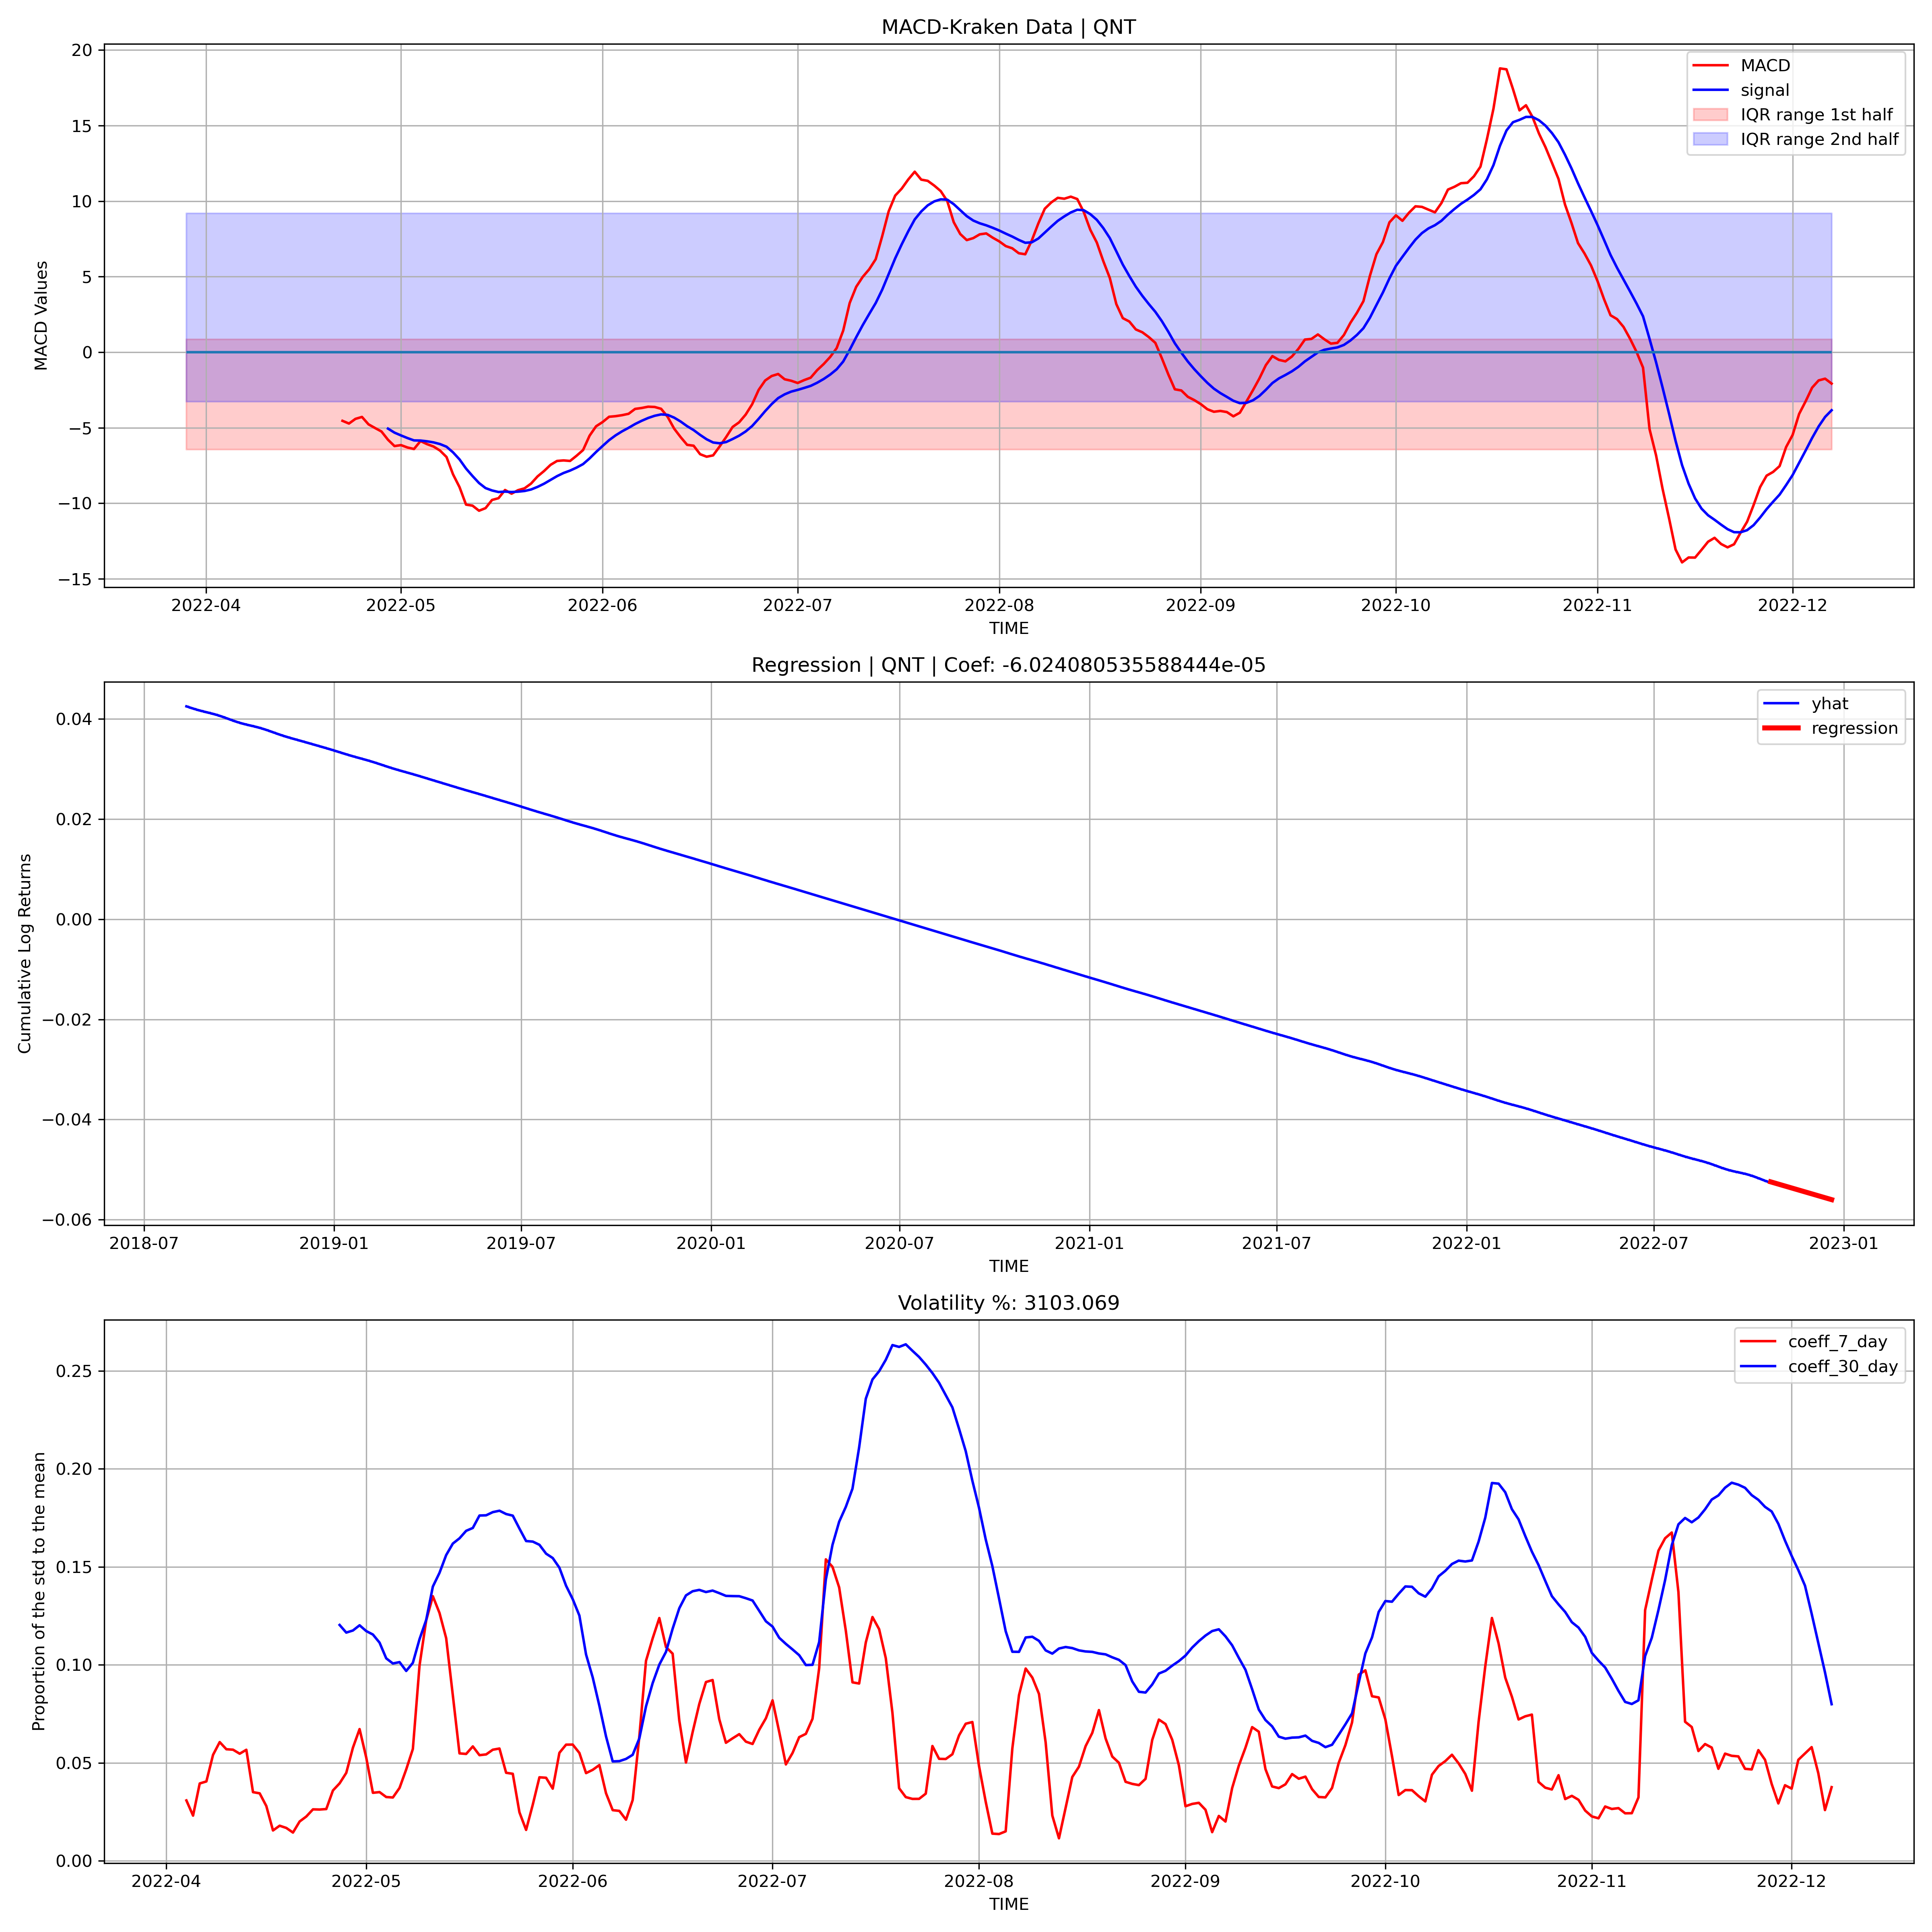 MACD-Kraken Data | QNT
MACD Values
20
15
10
5
0
−5
−10
−15
MACD
signal
IQR range 1st half
IQR range 2nd half
2022-04 2022-05 2022-06 2022-07 2022-08 2022-09 2022-10 2022-11 2022-12
TIME
Regression | QNT | Coef: -6.024080535588444e-05
Cumulative Log Returns
0.04
0.02
0.00
−0.02
−0.04
−0.06
yhat
regression
2018-07 2019-01 2019-07 2020-01 2020-07 2021-01 2021-07 2022-01 2022-07 2023-01
TIME
Volatility %: 3103.069
Proportion of the std to the mean
0.25
0.20
0.15
0.10
0.05
0.00
coeff_7_day
coeff_30_day
2022-04 2022-05 2022-06 2022-07 2022-08 2022-09 2022-10 2022-11 2022-12
TIME